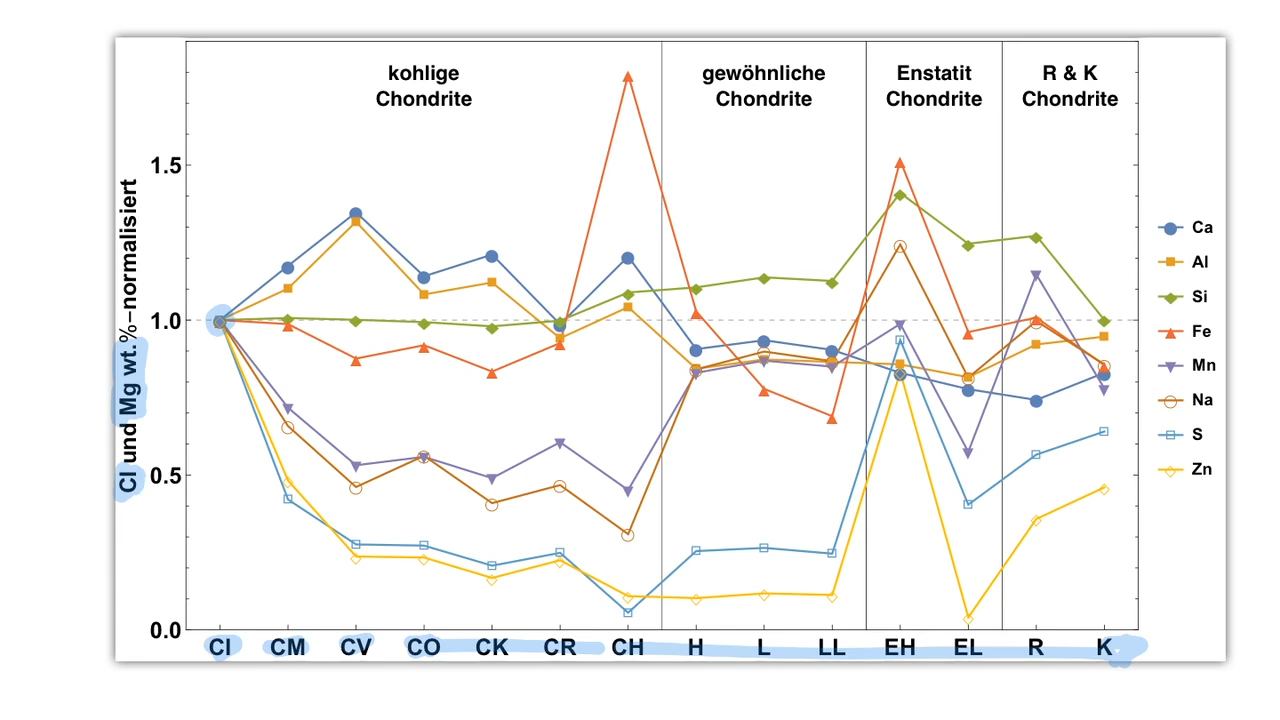 kohlige
Chondrite
gewöhnliche
Chondrite
Enstatit
Chondrite
R & K
Chondrite
CI und Mg wt.%–normalisiert
1.5
1.0
0.5
0.0
CI CM CV CO CK CR CH H L LL EH EL R K
Ca
Al
Si
Fe
Mn
Na
S
Zn